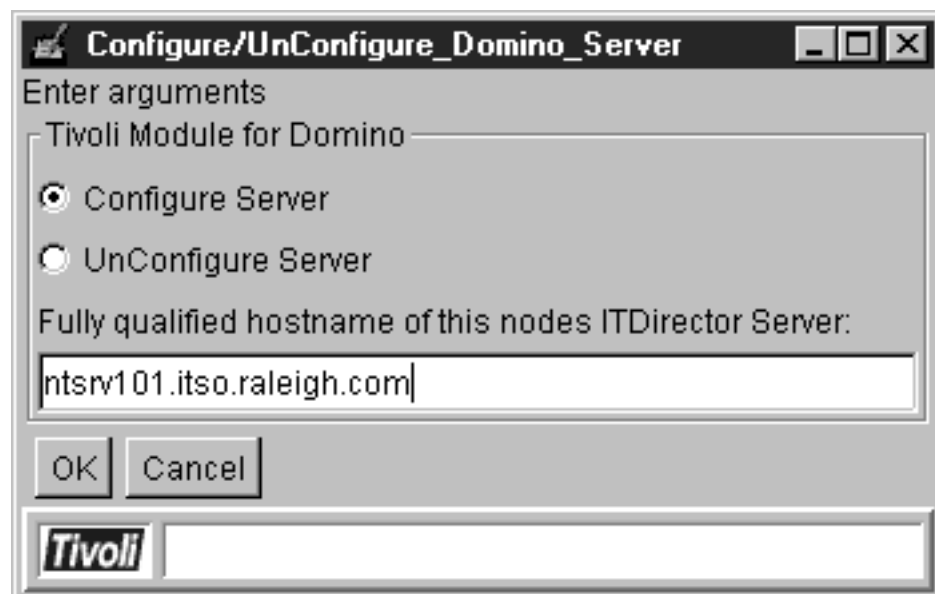 Configure/UnConfigure_Domino_Server
Enter arguments
Tivoli Module for Domino
Configure Server
UnConfigure Server
Fully qualified hostname of this nodes ITDirector Server:
ntsrv101.itso.raleigh.com
OK Cancel
Tivoli